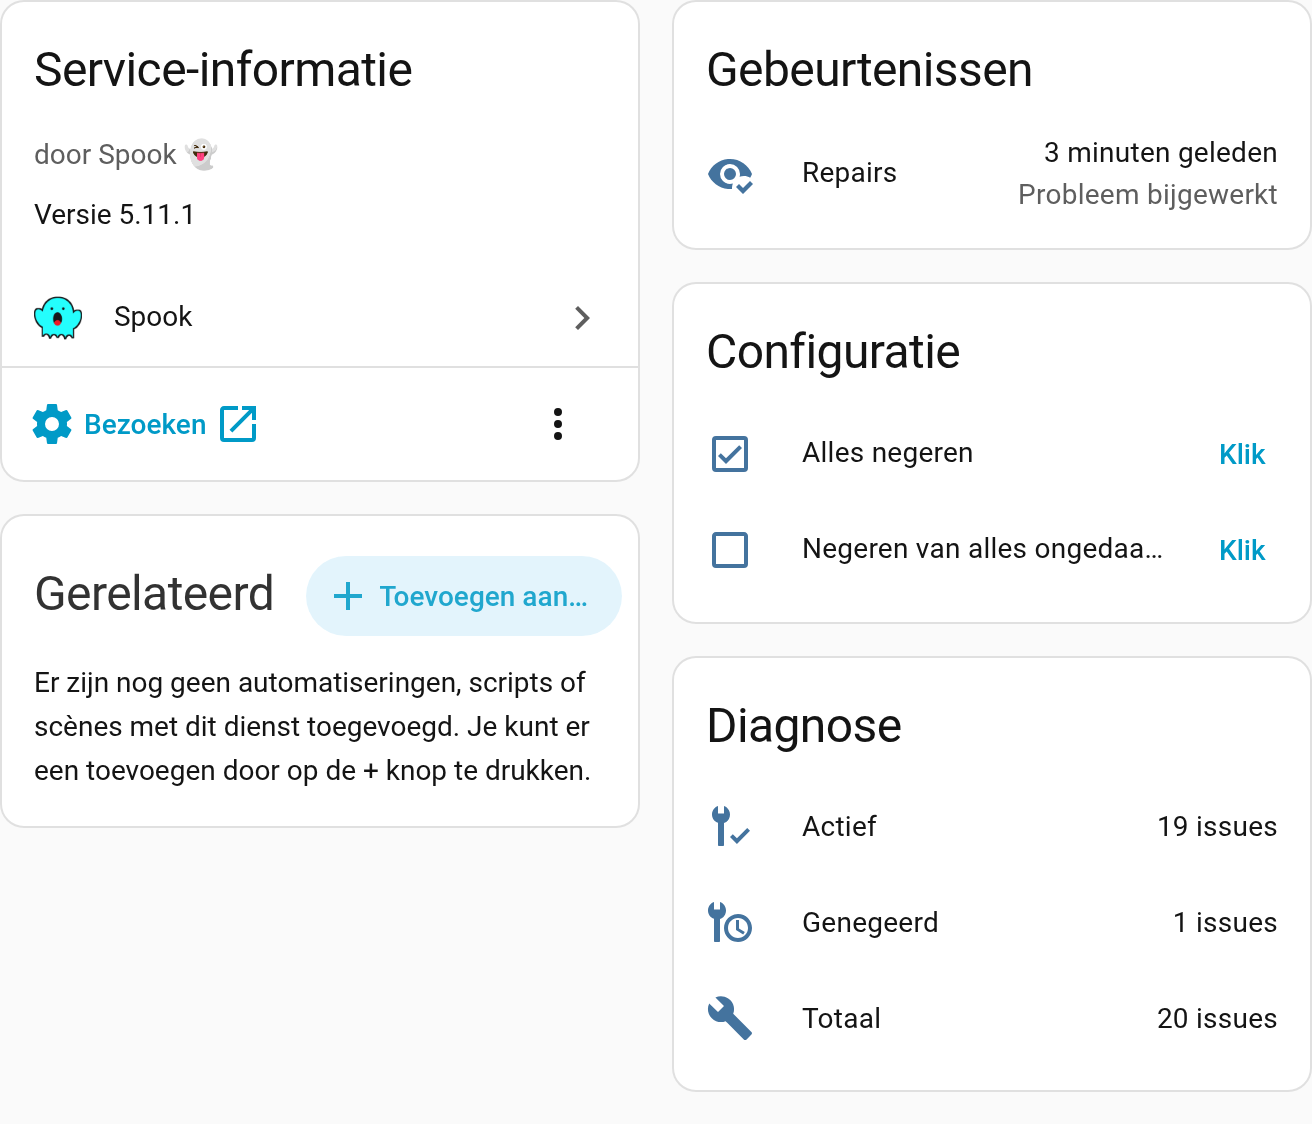 Service-informatie
door Spook 👻
Versie 5.11.1
Spook
Bezoeken
Gerelateerd
Toevoegen aan...
Er zijn nog geen automatiseringen, scripts of
scènes met dit dienst toegevoegd. Je kunt er
een toevoegen door op de + knop te drukken.
Gebeurtenissen
Repairs
3 minuten geleden
Probleem bijgewerkt
Configuratie
Alles negeren
Klik
Negeren van alles ongedaa...
Klik
Diagnose
Actief
19 issues
Genegeerd
1 issues
Totaal
20 issues